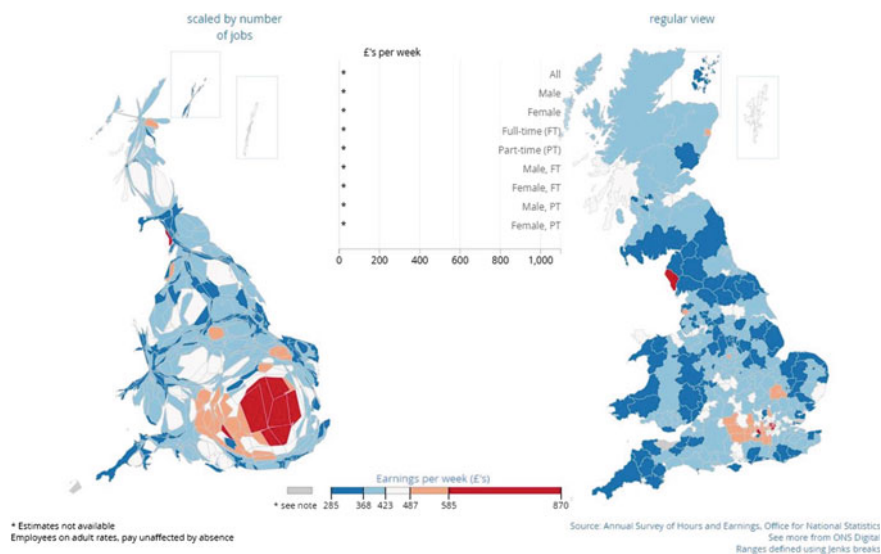 scaled by number
of jobs
regular view
£'s per week
All
Male
Female
Full-time (FT)
Part-time (PT)
Male, FT
Female, FT
Male, PT
Female, PT
*
*
*
*
*
*
*
*
*
0 200 400 600 800 1,000
Earnings per week (£'s)
* see note 285 368 423 487 585 870
* Estimates not available
Employees on adult rates, pay unaffected by absence
Source: Annual Survey of Hours and Earnings, Office for National Statistics
See more from ONS Digital
Ranges defined using Jenks breaks